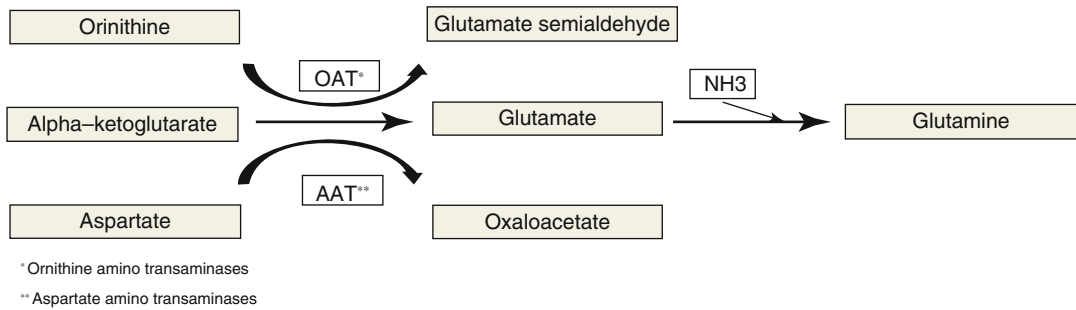 Orinithine
Glutamate semialdehyde
OAT*
NH3
Alpha–ketoglutarate
Glutamate
Glutamine
AAT**
Aspartate
Oxaloacetate
*Ornithine amino transaminases
**Aspartate amino transaminases